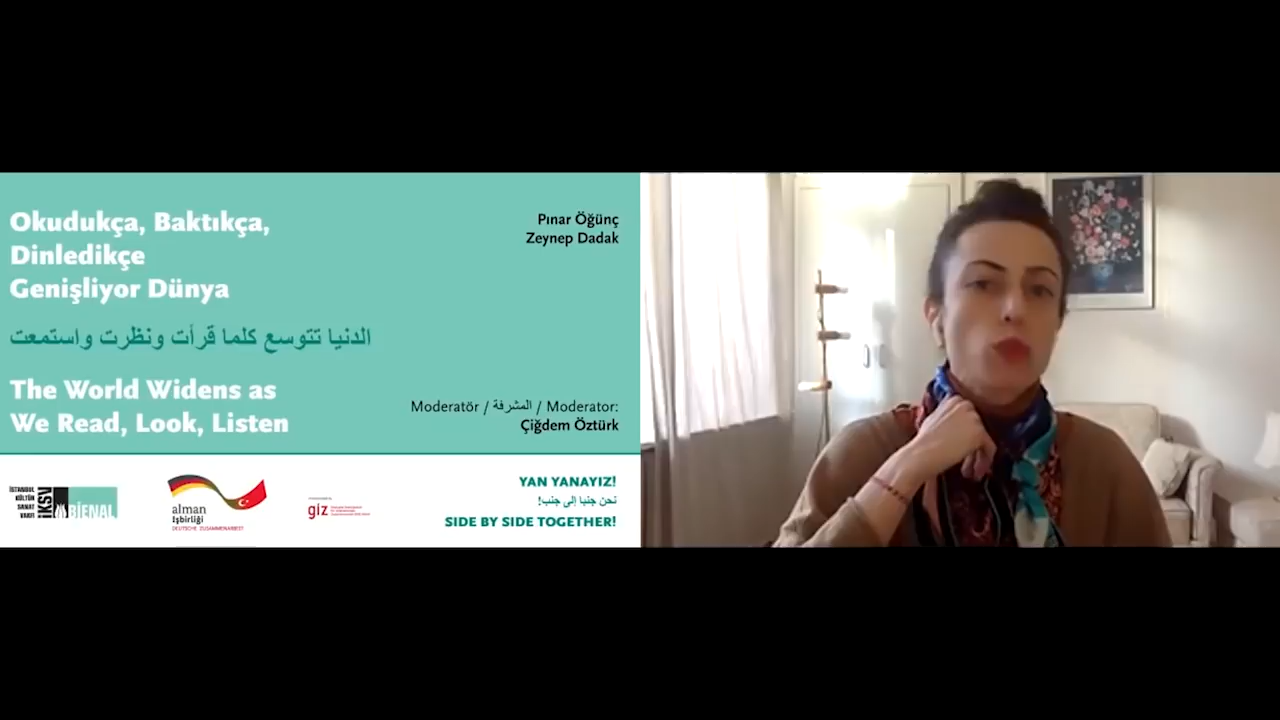 Okudukça, Baktıkça,
Dinledikçe
Genişliyor Dünya
الدنيا تتوسع كلما قرأت ونظرت واستمعت
The World Widens as
We Read, Look, Listen
Pınar Öğünç
Zeynep Dadak
Moderatör / المشرفة / Moderator:
Çiğdem Öztürk
İSTANBUL
KÜLTÜR
SANAT
VAKFI
İKSV
BİENAL
alman
işbirliği
DEUTSCHE ZUSAMMENARBEIT
giz
YAN YANAYIZ!
نحن جنبا إلى جنب!
SIDE BY SIDE TOGETHER!